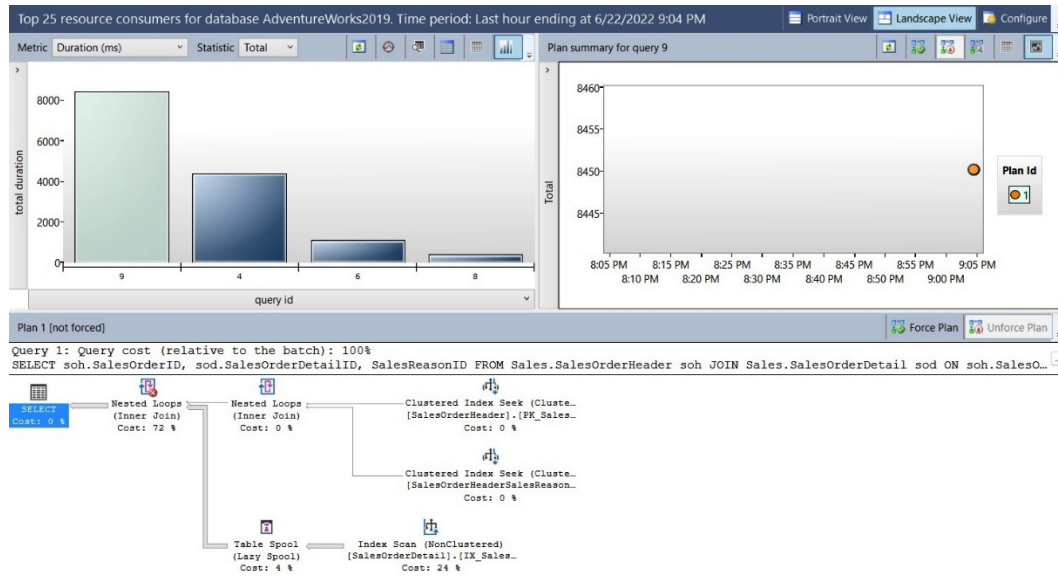 Top 25 resource consumers for database AdventureWorks2019. Time period: Last hour ending at 6/22/2022 9:04 PM
Portrait View
Landscape View
Configure
Metric Duration (ms) Statistic Total
Plan summary for query 9
8000
6000
4000
2000
0
total duration
9 4 6 8
query id
8460
8455
8450
8445
Total
8:05 PM 8:15 PM 8:25 PM 8:35 PM 8:45 PM 8:55 PM 9:05 PM
8:10 PM 8:20 PM 8:30 PM 8:40 PM 8:50 PM 9:00 PM
Plan Id
1
Plan 1 [not forced]
Force Plan
Unforce Plan
Query 1: Query cost (relative to the batch): 100%
SELECT soh.SalesOrderID, sod.SalesOrderDetailID, SalesReasonID FROM Sales.SalesOrderHeader soh JOIN Sales.SalesOrderDetail sod ON soh.SalesO…
SELECT
Cost: 0 %
Nested Loops
(Inner Join)
Cost: 72 %
Nested Loops
(Inner Join)
Cost: 0 %
Clustered Index Seek (Cluste…
[SalesOrderHeader].[PK_Sales…
Cost: 0 %
Clustered Index Seek (Cluste…
[SalesOrderHeaderSalesReason…
Cost: 0 %
Table Spool
(Lazy Spool)
Cost: 4 %
Index Scan (NonClustered)
[SalesOrderDetail].[IX_Sales…
Cost: 24 %